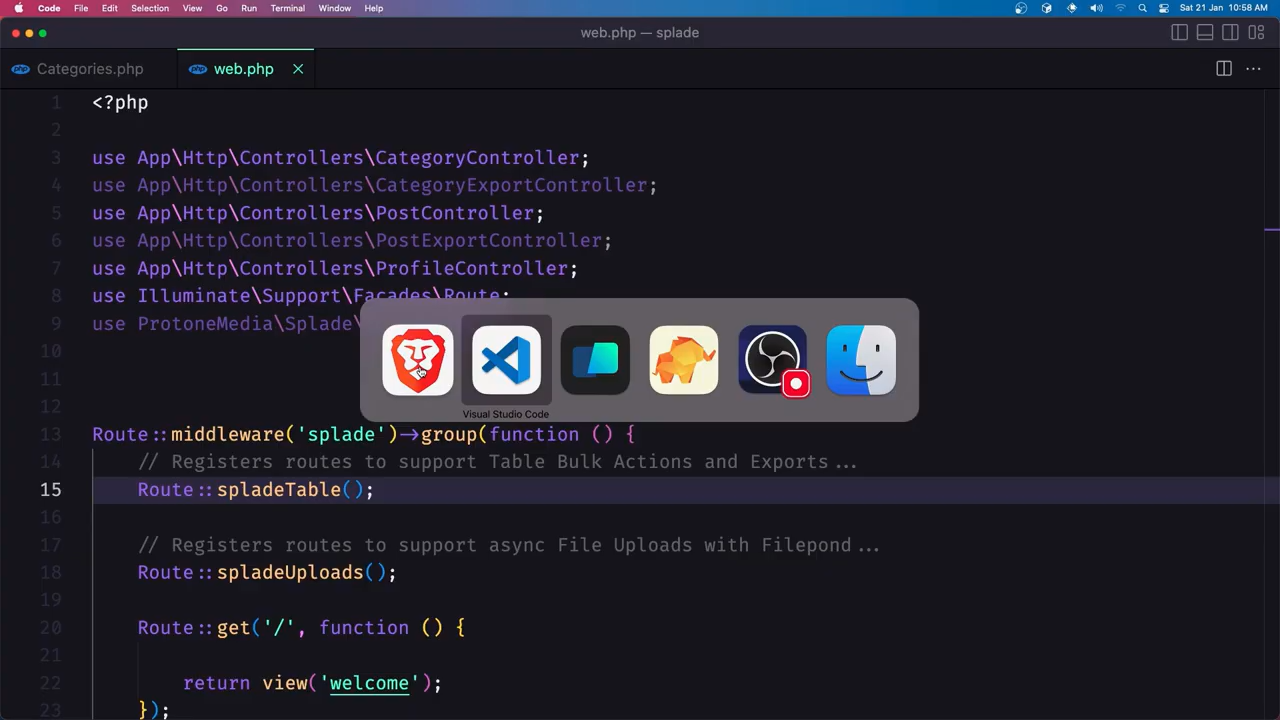 Code File Edit Selection View Go Run Terminal Window Help Sat 21 Jan 10:58 AM
web.php — splade
php Categories.php php web.php
1 <?php
2
3 use App\Http\Controllers\CategoryController;
4 use App\Http\Controllers\CategoryExportController;
5 use App\Http\Controllers\PostController;
6 use App\Http\Controllers\PostExportController;
7 use App\Http\Controllers\ProfileController;
8 use Illuminate\Support\Facades\Route;
9 use ProtoneMedia\Splade\
10
11
12
Visual Studio Code
13 Route::middleware('splade')->group(function () {
14 // Registers routes to support Table Bulk Actions and Exports...
15 Route::spladeTable();
16
17 // Registers routes to support async File Uploads with Filepond...
18 Route::spladeUploads();
19
20 Route::get('/', function () {
21
22 return view('welcome');
23 });